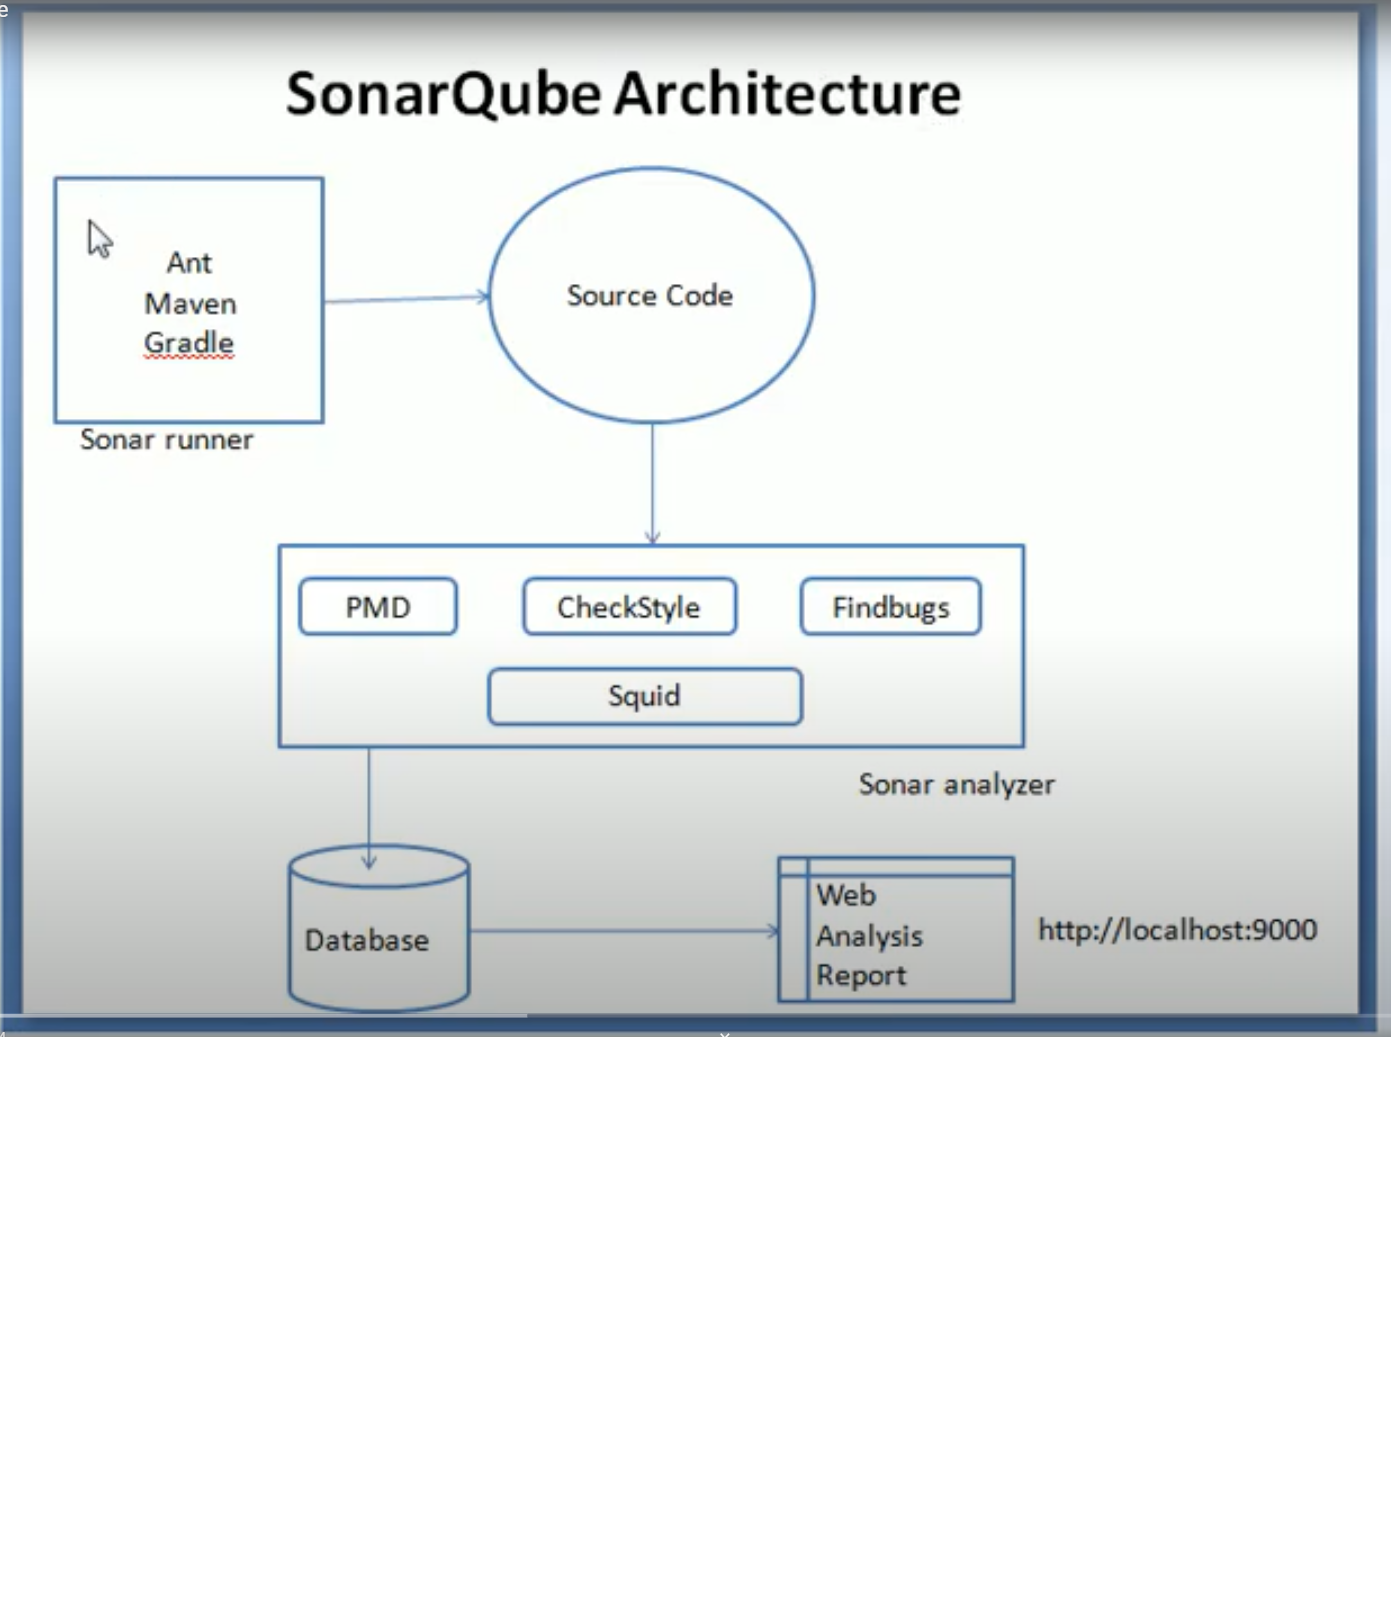 SonarQube Architecture
Ant
Maven
Gradle
Sonar runner
Source Code
PMD
CheckStyle
Findbugs
Squid
Sonar analyzer
Database
Web
Analysis
Report
http://localhost:9000